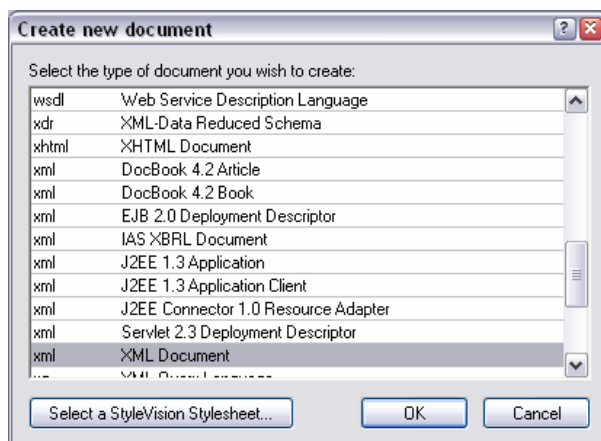 Create new document
Select the type of document you wish to create:
wsdl Web Service Description Language
xdr XML-Data Reduced Schema
xhtml XHTML Document
xml DocBook 4.2 Article
xml DocBook 4.2 Book
xml EJB 2.0 Deployment Descriptor
xml IAS XBRL Document
xml J2EE 1.3 Application
xml J2EE 1.3 Application Client
xml J2EE Connector 1.0 Resource Adapter
xml Servlet 2.3 Deployment Descriptor
xml XML Document
XML Query Language
Select a StyleVision Stylesheet... OK Cancel